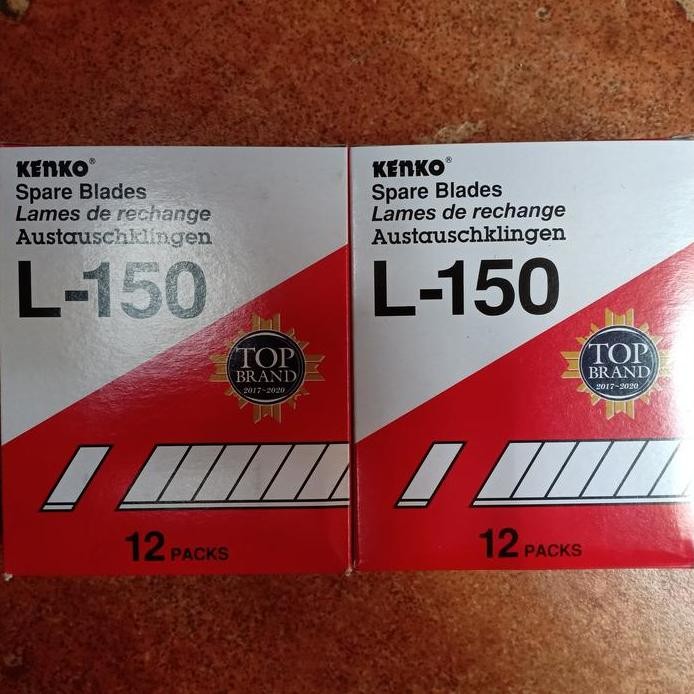 KENKO®
Spare Blades
Lames de rechange
Austauschklingen
L-150
TOP
BRAND
2017~2020
12 PACKS
KENKO®
Spare Blades
Lames de rechange
Austauschklingen
L-150
TOP
BRAND
2017~2020
12 PACKS